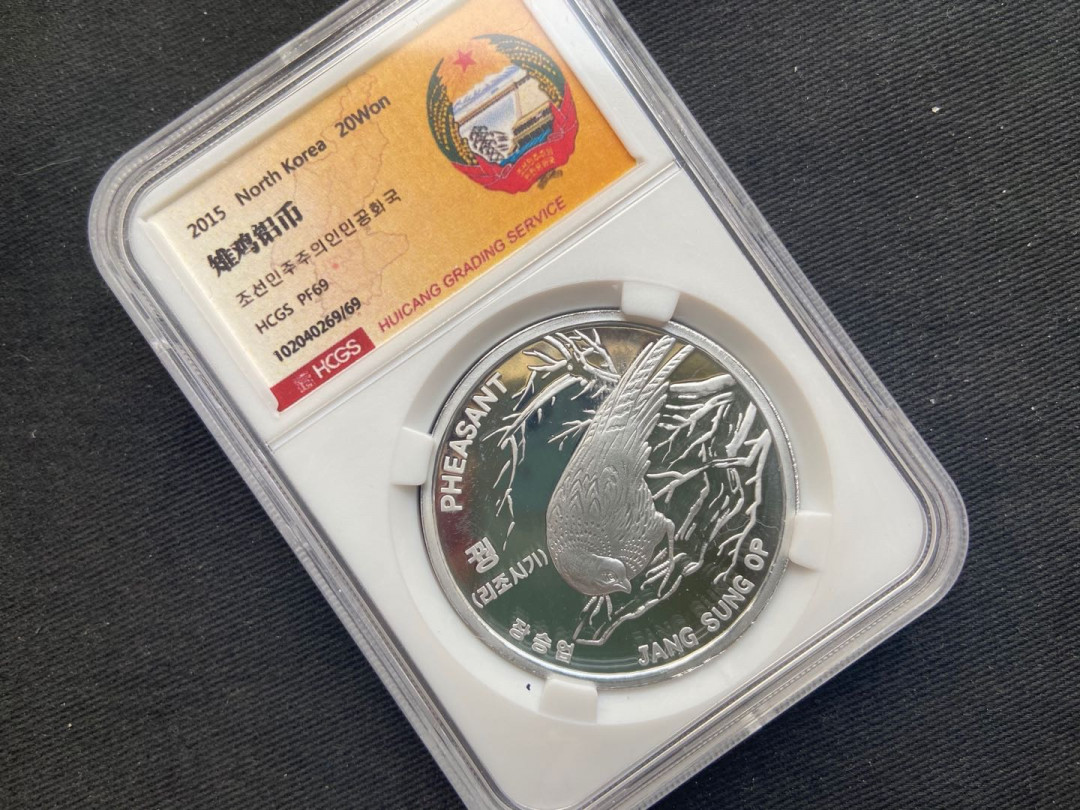 2015 North Korea 20Won
雉鸡铝币
조선민주주의인민공화국
HCGS PF69
102040269/69
HCGS
HUICANG GRADING SERVICE
PHEASANT
꿩
(리조시기)
장승업
JANG SUNG OP